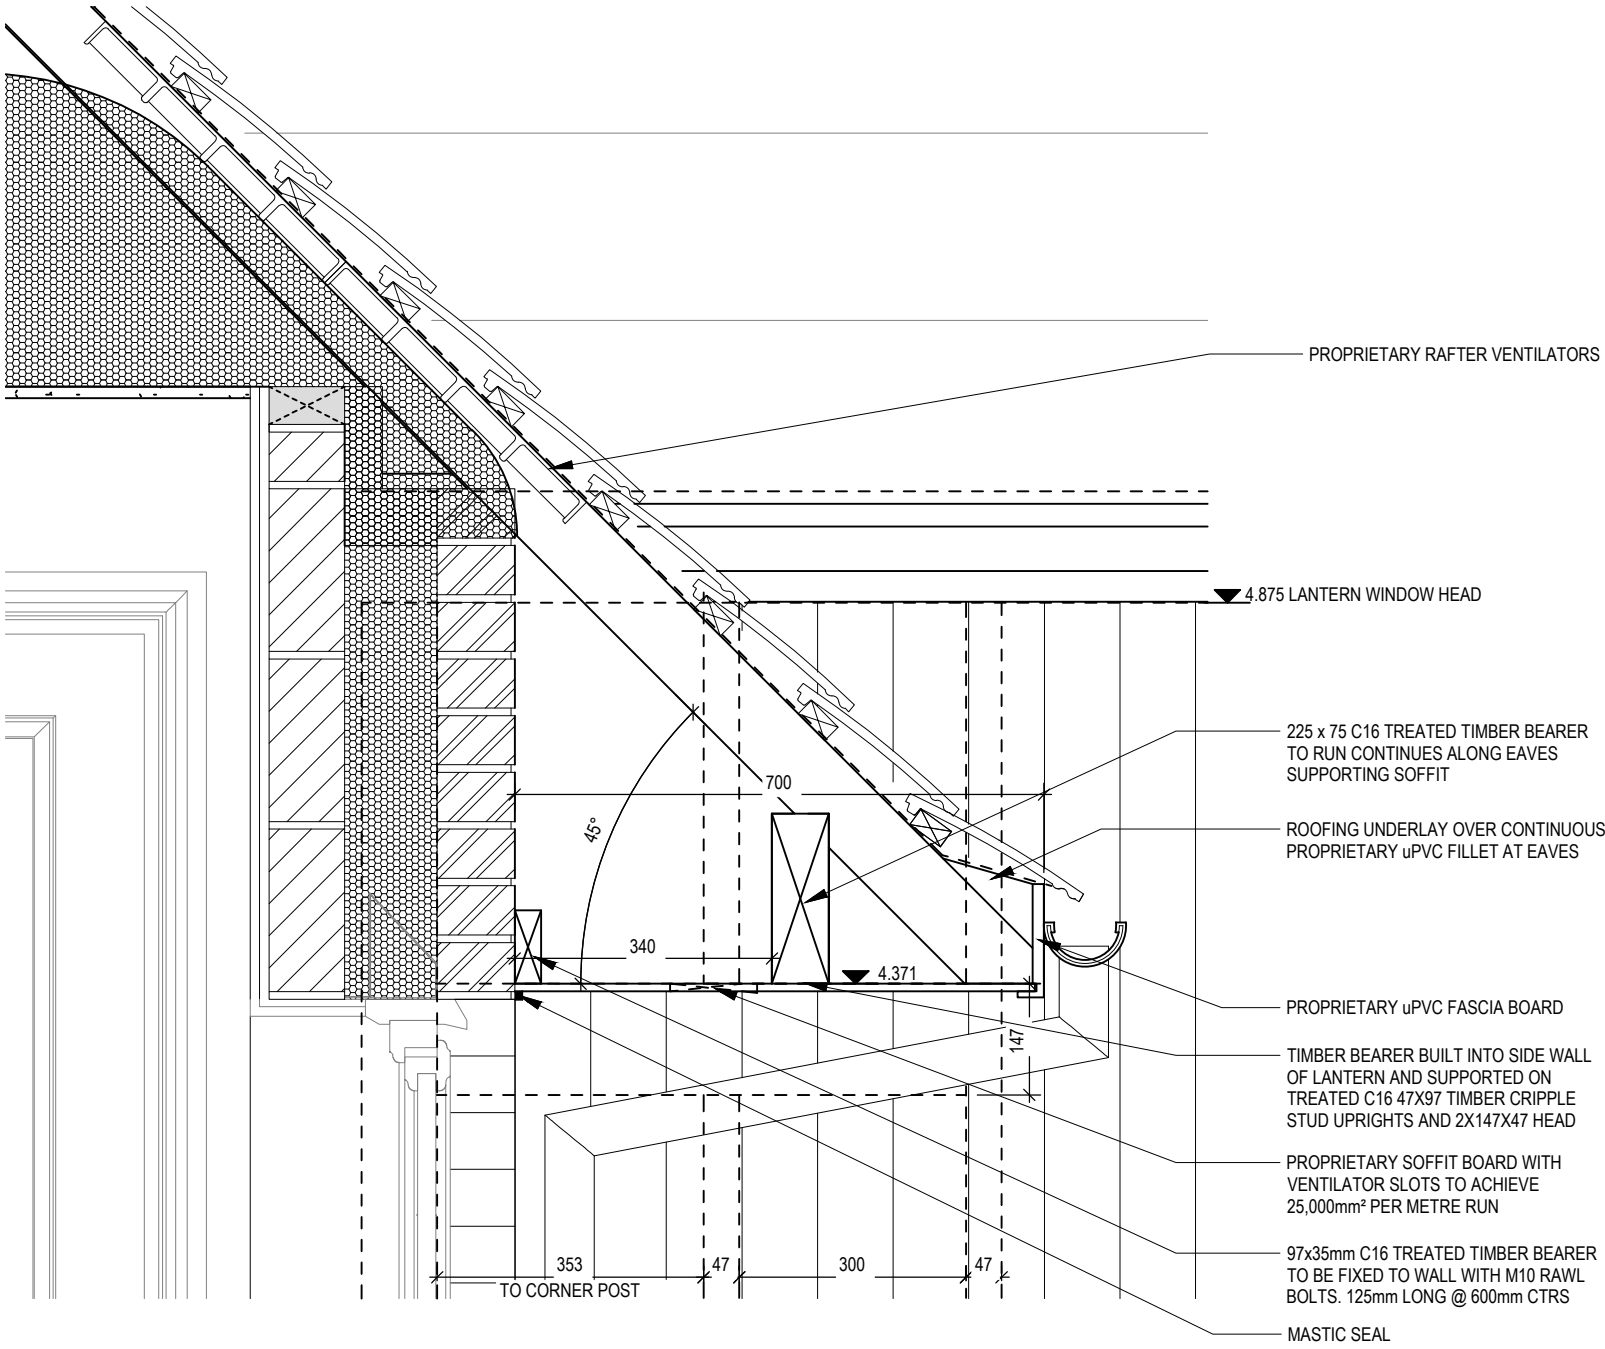 PROPRIETARY RAFTER VENTILATORS
4.875 LANTERN WINDOW HEAD
225 x 75 C16 TREATED TIMBER BEARER
TO RUN CONTINUES ALONG EAVES
SUPPORTING SOFFIT
700
45°
ROOFING UNDERLAY OVER CONTINUOUS
PROPRIETARY uPVC FILLET AT EAVES
340
4.371
PROPRIETARY uPVC FASCIA BOARD
147
TIMBER BEARER BUILT INTO SIDE WALL
OF LANTERN AND SUPPORTED ON
TREATED C16 47X97 TIMBER CRIPPLE
STUD UPRIGHTS AND 2X147X47 HEAD
PROPRIETARY SOFFIT BOARD WITH
VENTILATOR SLOTS TO ACHIEVE
25,000mm² PER METRE RUN
97x35mm C16 TREATED TIMBER BEARER
TO BE FIXED TO WALL WITH M10 RAWL
BOLTS. 125mm LONG @ 600mm CTRS
353
47
300
47
TO CORNER POST
MASTIC SEAL